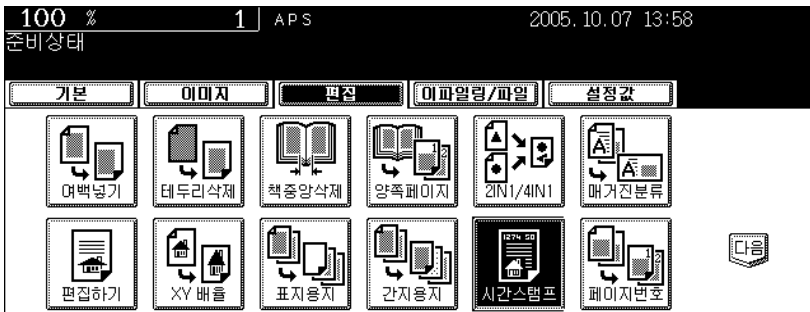 100 % 1 APS 2005.10.07 13:58
준비상태
기본 이미지 편집 이파일링/파일 설정값
여백넣기 테두리삭제 책중앙삭제 양쪽페이지 2IN1/4IN1 매거진분류
편집하기 XY 배율 표지용지 간지용지 시간스탬프 페이지번호 다음